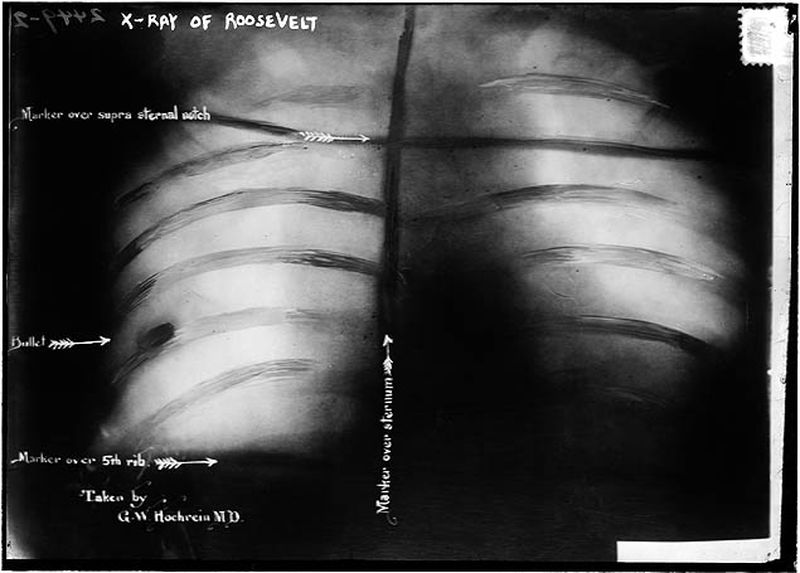 2449-2
X-RAY OF ROOSEVELT
Marker over supra sternal notch
Bullet
Marker over sternum
Marker over 5th rib.
Taken by
G.W. Hochrein M.D.